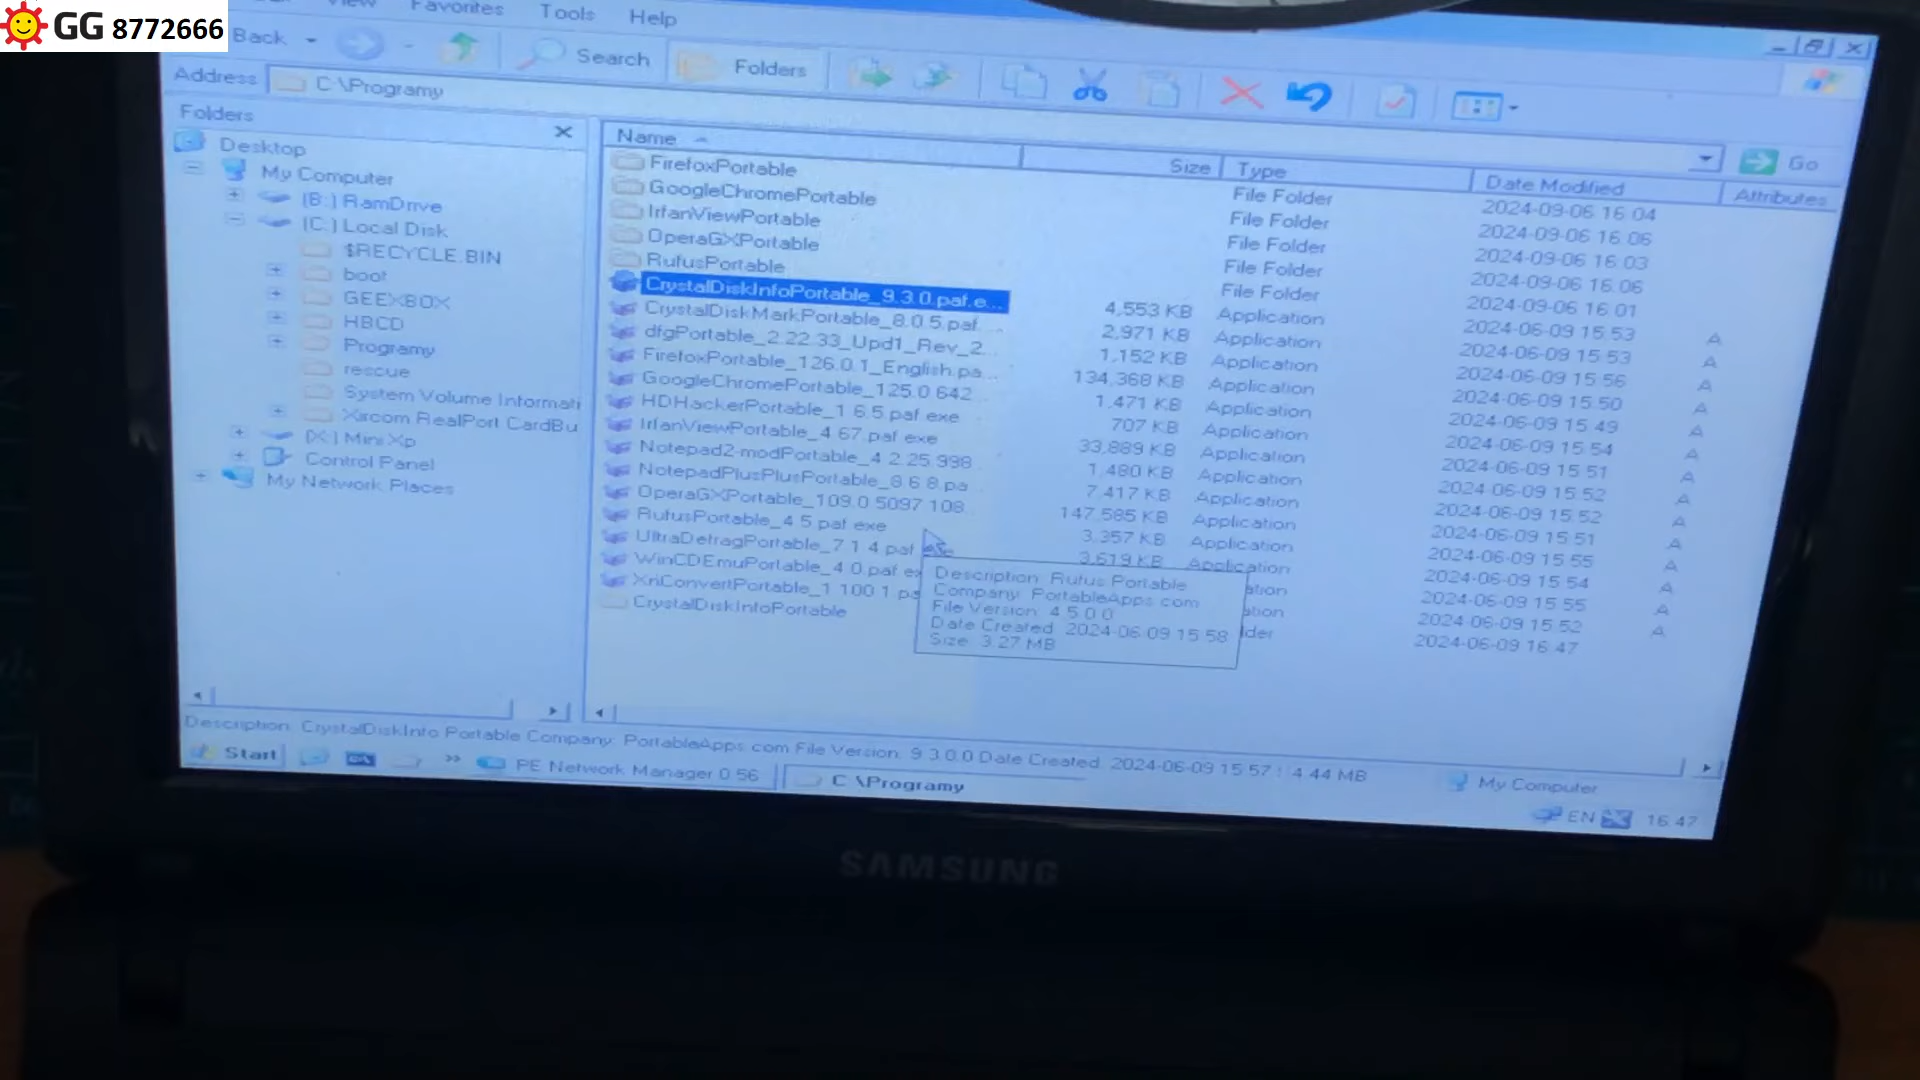 GG 8772666
View Favorites Tools Help
Back Search Folders
Address C:\Programy Go
Folders
Desktop
My Computer
(B:) RamDrive
(C:) Local Disk
$RECYCLE.BIN
boot
GEEXBOX
HBCD
Programy
rescue
System Volume Informati
Xircom RealPort CardBu
(X:) Mini Xp
Control Panel
My Network Places
Name Size Type Date Modified Attributes
FirefoxPortable File Folder 2024-09-06 16:04
GoogleChromePortable File Folder 2024-09-06 16:06
IrfanViewPortable File Folder 2024-09-06 16:03
OperaGXPortable File Folder 2024-09-06 16:06
RufusPortable File Folder 2024-09-06 16:01
CrystalDiskInfoPortable_9.3.0.paf.e... 4,553 KB Application 2024-06-09 15:53 A
CrystalDiskMarkPortable_8.0.5.paf.... 2,971 KB Application 2024-06-09 15:53 A
dfgPortable_2.22.33_Upd1_Rev_2... 1,152 KB Application 2024-06-09 15:56 A
FirefoxPortable_126.0.1_English.pa... 134,368 KB Application 2024-06-09 15:50 A
GoogleChromePortable_125.0.642... 1,471 KB Application 2024-06-09 15:49 A
HDHackerPortable_1.6.5.paf.exe 707 KB Application 2024-06-09 15:54 A
IrfanViewPortable_4.67.paf.exe 33,889 KB Application 2024-06-09 15:51 A
Notepad2-modPortable_4.2.25.998... 1,480 KB Application 2024-06-09 15:52 A
NotepadPlusPlusPortable_8.6.8.pa... 7,417 KB Application 2024-06-09 15:52 A
OperaGXPortable_109.0.5097.108... 147,585 KB Application 2024-06-09 15:51 A
RufusPortable_4.5.paf.exe 3,357 KB Application 2024-06-09 15:55 A
UltraDefragPortable_7.1.4.paf.exe 3,619 KB Application 2024-06-09 15:54 A
WinCDEmuPortable_4.0.paf.ex ation 2024-06-09 15:55 A
XnConvertPortable_1.100.1.pa ation 2024-06-09 15:52 A
CrystalDiskInfoPortable lder 2024-06-09 16:47
Description: Rufus Portable
Company: PortableApps.com
File Version: 4.5.0.0
Date Created: 2024-06-09 15:58
Size: 3.27 MB
Description: CrystalDiskInfo Portable Company: PortableApps.com File Version: 9.3.0.0 Date Created: 2024-06-09 15:57 : 4.44 MB My Computer
Start PE Network Manager 0.56 C:\Programy EN 16:47
SAMSUNG